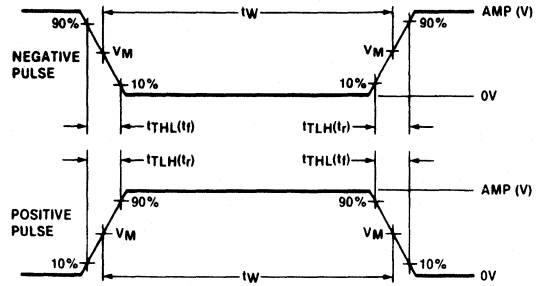 tW
AMP (V)
90%
90%
NEGATIVE
PULSE
VM
VM
10%
10%
0V
tTHL(tf)
tTLH(tr)
tTLH(tr)
tTHL(tf)
AMP (V)
90%
90%
POSITIVE
PULSE
VM
VM
10%
10%
tW
0V